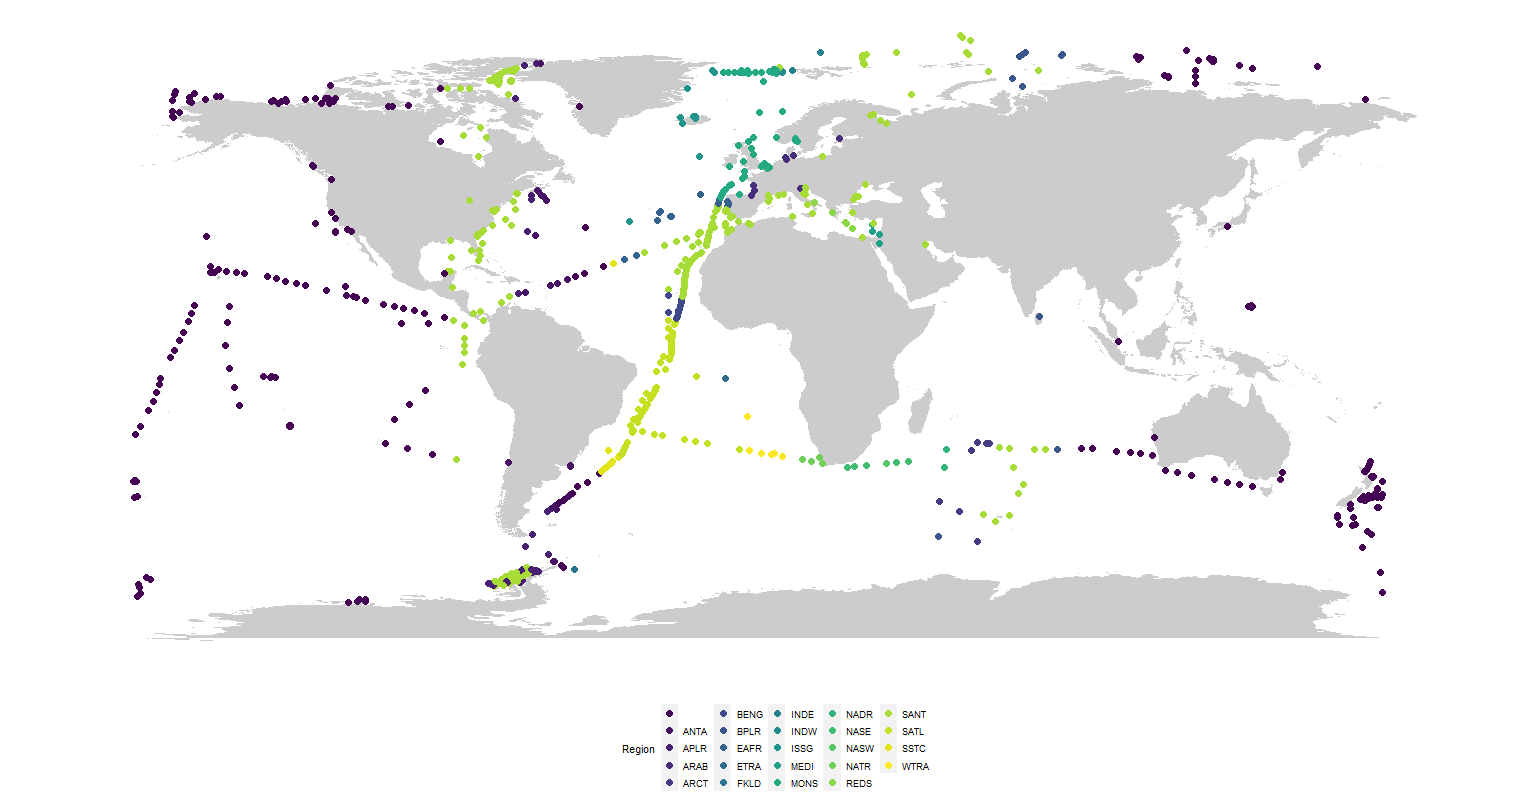 BENG INDE NADR SANT
ANTA BPLR INDW NASE SATL
Region APLR EAFR ISSG NASW SSTC
ARAB ETRA MEDI NATR WTRA
ARCT FKLD MONS REDS